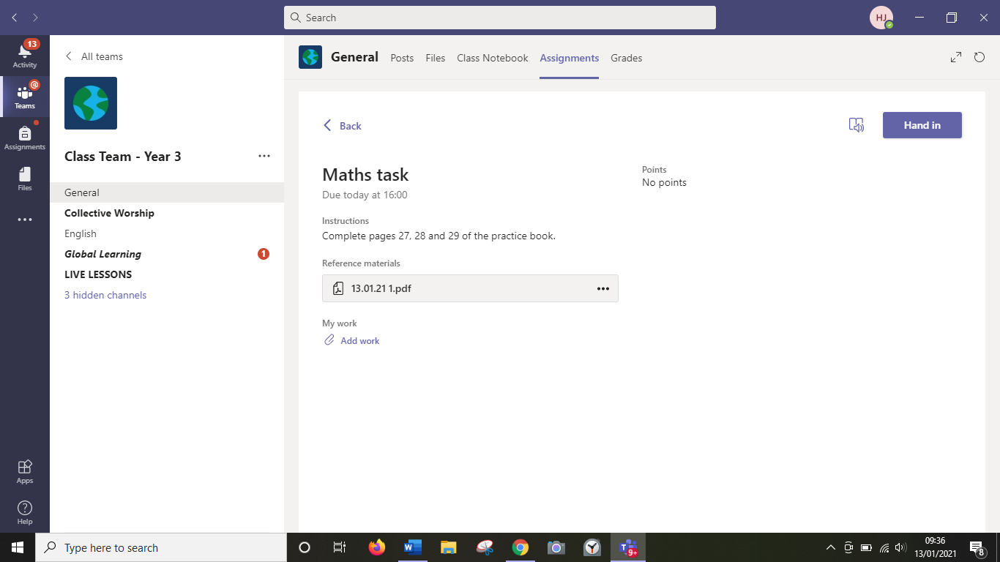 Search
HJ
13
Activity
@
Teams
Assignments
Files
Apps
Help
All teams
Class Team - Year 3
General
Collective Worship
English
Global Learning
1
LIVE LESSONS
3 hidden channels
General Posts Files Class Notebook Assignments Grades
Back
Hand in
Maths task
Due today at 16:00
Points
No points
Instructions
Complete pages 27, 28 and 29 of the practice book.
Reference materials
13.01.21 1.pdf
My work
Add work
Type here to search
W
T
9+
09:36
13/01/2021
8